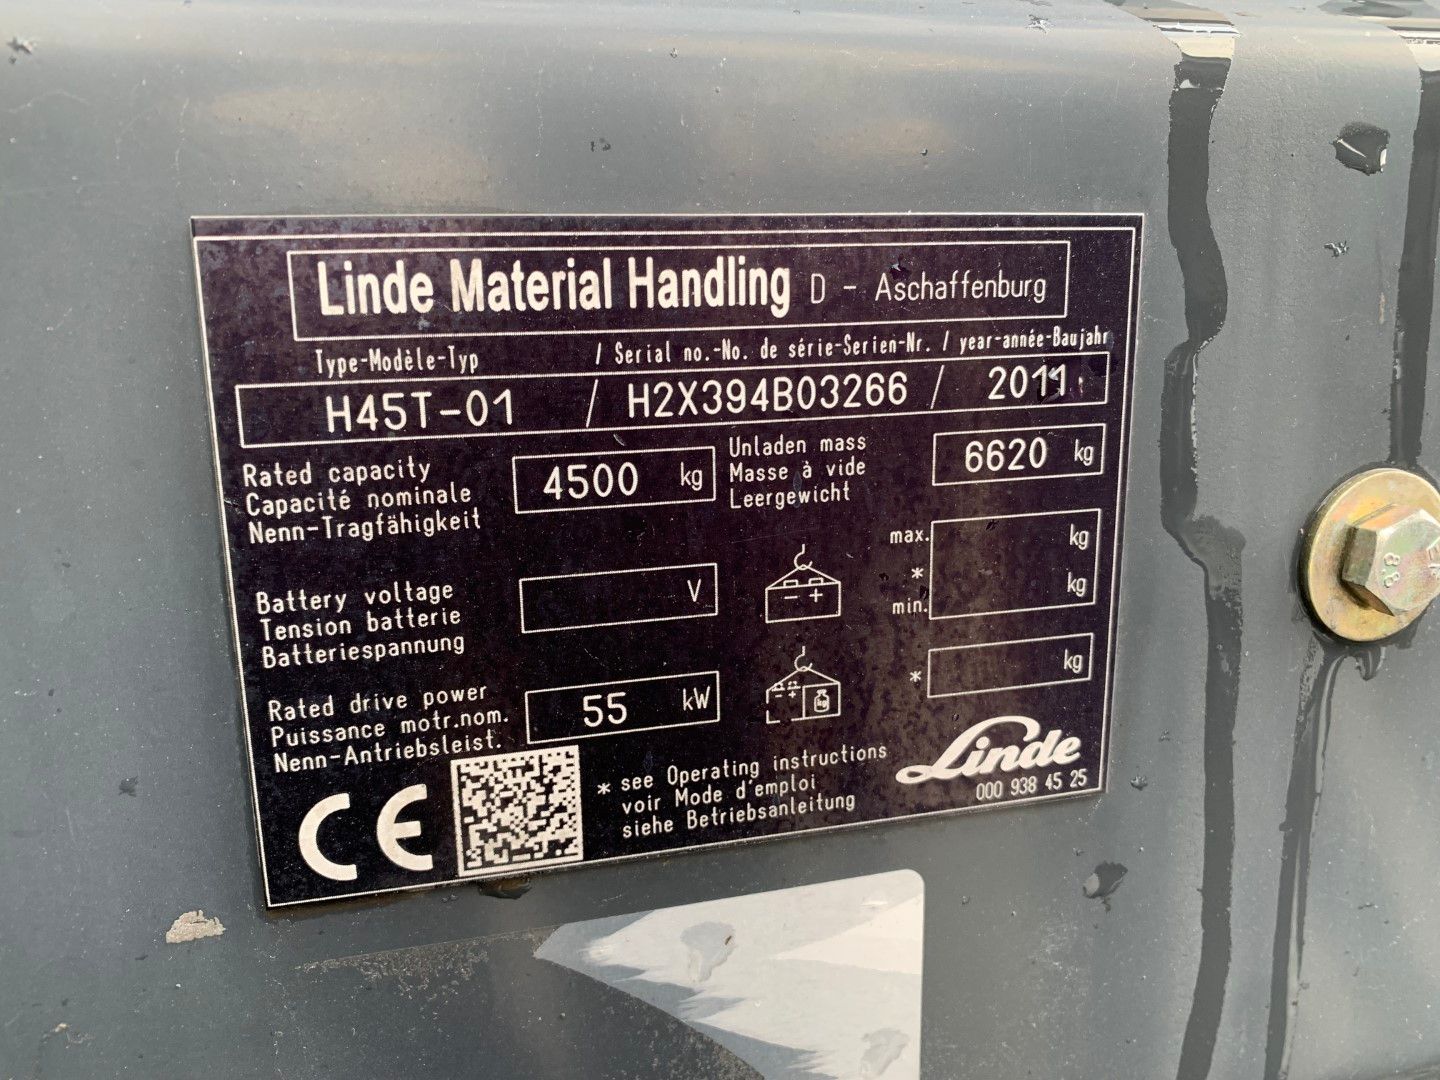 Linde Material Handling D - Aschaffenburg
Type-Modèle-Typ / Serial no.-No. de série-Serien-Nr. / year-année-Baujahr
H45T-01 / H2X394B03266 / 2011
Rated capacity
Capacité nominale
Nenn-Tragfähigkeit
4500 kg
Unladen mass
Masse à vide
Leergewicht
6620 kg
Battery voltage
Tension batterie
Batteriespannung
V
- +
max. kg
*
min. kg
Rated drive power
Puissance motr.nom.
Nenn-Antriebsleist.
55 kW
- + kg
* kg
CE
* see Operating instructions
voir Mode d'emploi
siehe Betriebsanleitung
Linde
000 938 45 25
8.8